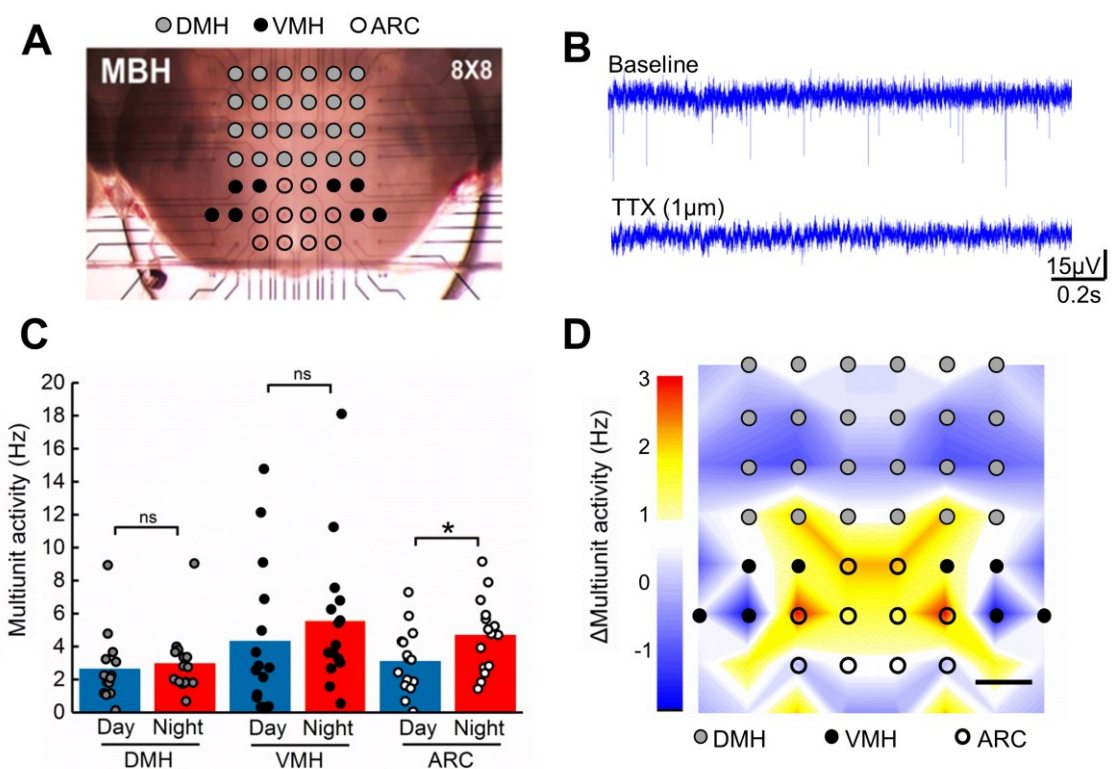 A
DMH VMH ARC
MBH 8X8
B
Baseline
TTX (1µm)
15µV
0.2s
C
Multiunit activity (Hz)
20
18
16
14
12
10
8
6
4
2
0
ns
ns
*
Day Night Day Night Day Night
DMH VMH ARC
D
ΔMultiunit activity (Hz)
3
2
1
0
-1
DMH VMH ARC